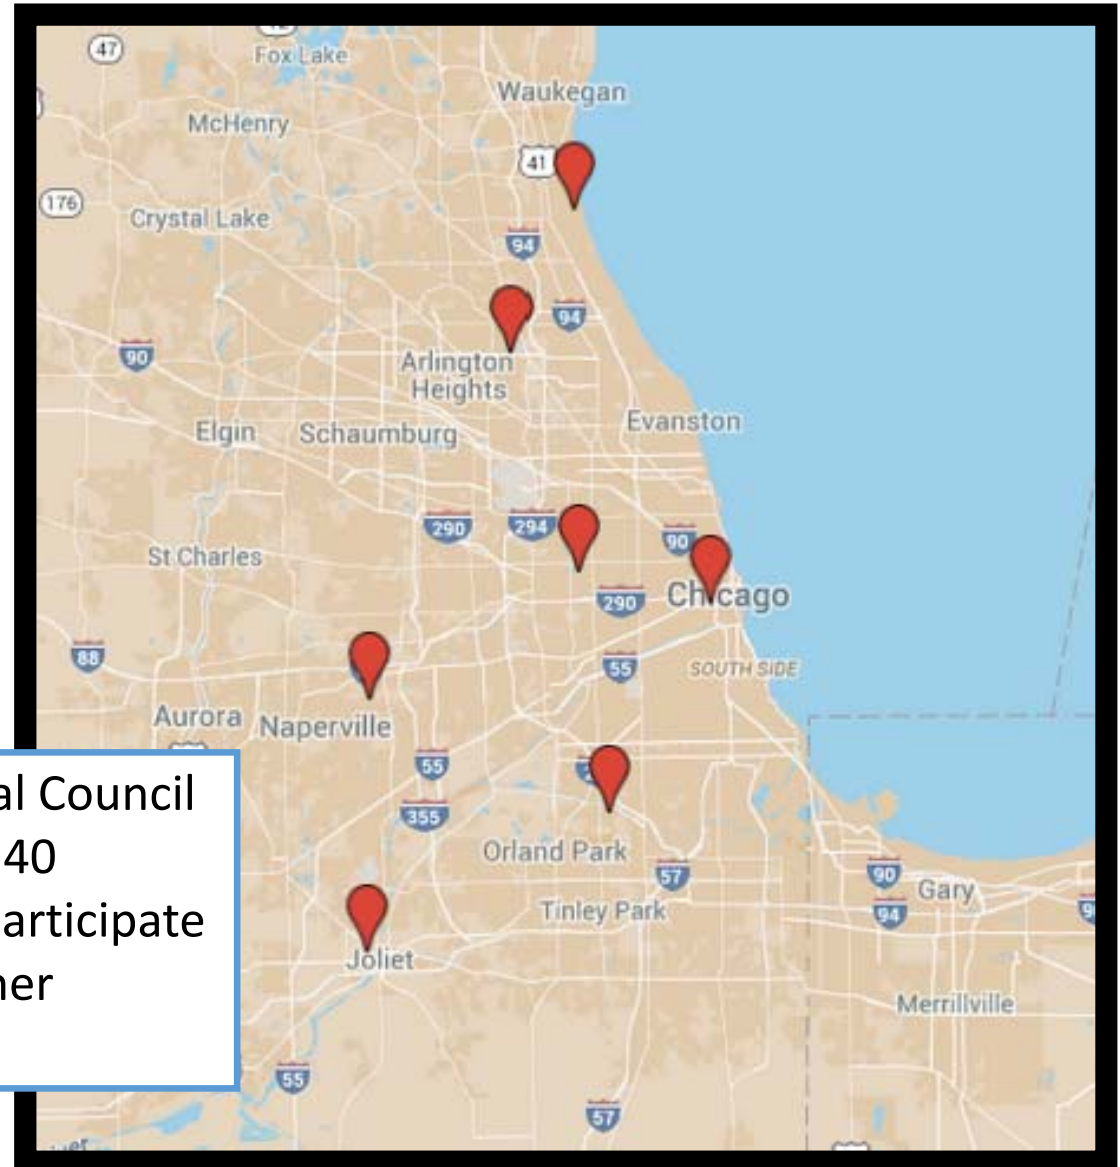 47
Fox Lake
Waukegan
McHenry
41
176
Crystal Lake
94
94
90
Arlington
Heights
Evanston
Elgin
Schaumburg
290
294
90
St Charles
Chicago
290
88
55
SOUTH SIDE
Aurora
Naperville
55
al Council
40
articipate
ner
355
Orland Park
57
90
Gary
Tinley Park
94
Joliet
Merrillville
55
57